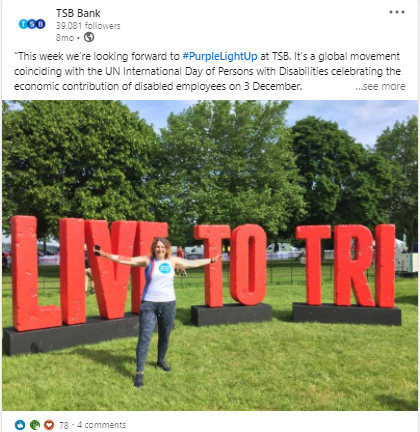 TSB Bank
TSB
39,081 followers
8mo •
"This week we're looking forward to #PurpleLightUp at TSB. It's a global movement
coinciding with the UN International Day of Persons with Disabilities celebrating the
economic contribution of disabled employees on 3 December. ...see more
LIVE TO TRI
78 · 4 comments